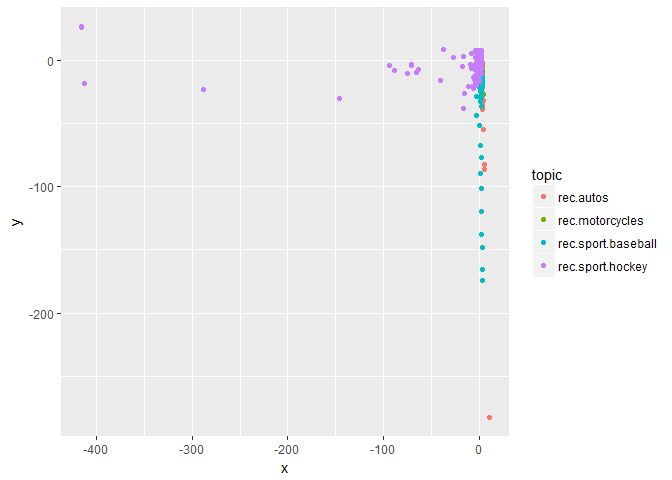 0
-100
-200
y
-400
-300
-200
-100
0
x
topic
rec.autos
rec.motorcycles
rec.sport.baseball
rec.sport.hockey